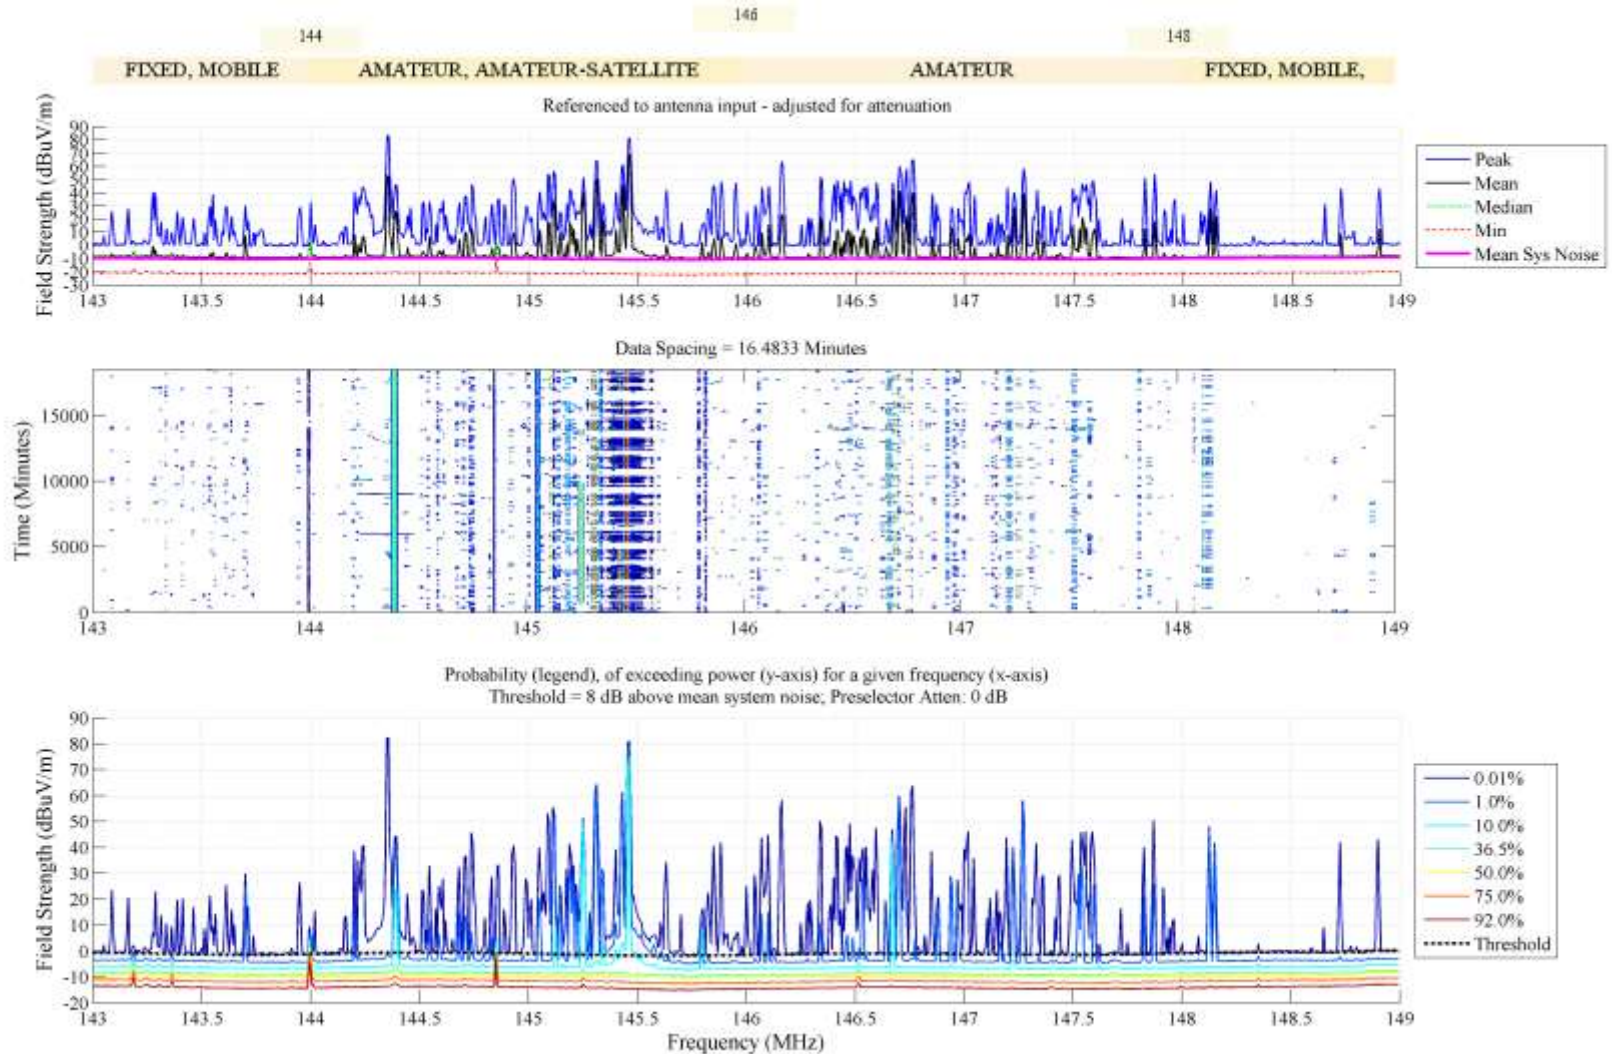 146
144
148
FIXED, MOBILE
AMATEUR, AMATEUR-SATELLITE
AMATEUR
FIXED, MOBILE,
Referenced to antenna input - adjusted for attenuation
Field Strength (dBuV/m)
90
80
70
60
50
40
30
20
10
0
-10
-20
-30
143 143.5 144 144.5 145 145.5 146 146.5 147 147.5 148 148.5 149
Peak
Mean
Median
Min
Mean Sys Noise
Data Spacing = 16.4833 Minutes
Time (Minutes)
15000
10000
5000
0
143 144 145 146 147 148 149
Probability (legend), of exceeding power (y-axis) for a given frequency (x-axis)
Threshold = 8 dB above mean system noise; Preselector Atten: 0 dB
Field Strength (dBuV/m)
90
80
70
60
50
40
30
20
10
0
-10
-20
143 143.5 144 144.5 145 145.5 146 146.5 147 147.5 148 148.5 149
Frequency (MHz)
0.01%
1.0%
10.0%
36.5%
50.0%
75.0%
92.0%
Threshold